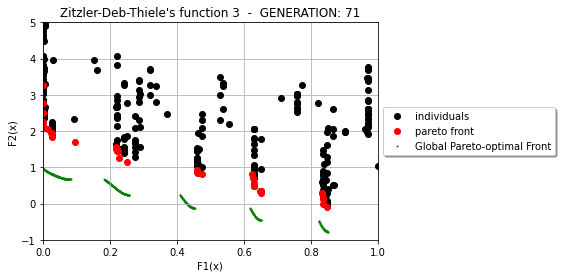 Zitzler-Deb-Thiele's function 3 - GENERATION: 71
5
4
3
2
1
0
−1
F2(x)
0.0 0.2 0.4 0.6 0.8 1.0
F1(x)
individuals
pareto front
Global Pareto-optimal Front